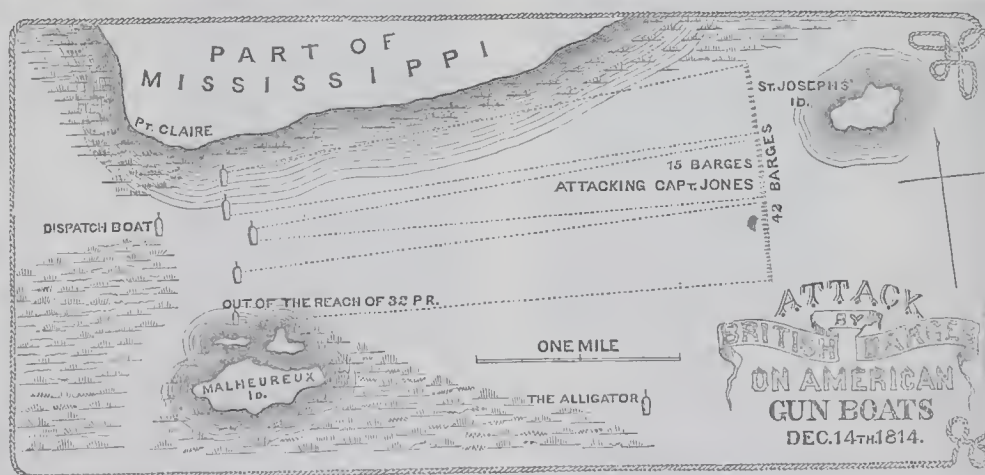 PART OF
MISSISSIPPI
PT. CLAIRE
ST. JOSEPHS'
ID.
15 BARGES
ATTACKING CAPT. JONES
42 BARGES
DISPATCH BOAT
OUT OF THE REACH OF 32 PR.
MALHEUREUX
ID.
ONE MILE
THE ALLIGATOR
ATTACK
BY
BRITISH BARGES
ON AMERICAN
GUN BOATS
DEC. 14TH. 1814.